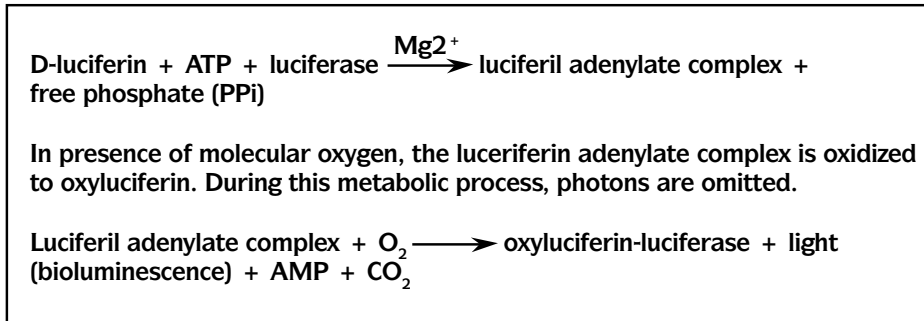 D-luciferin + ATP + luciferase Mg2+ ⟶ luciferil adenylate complex +
free phosphate (PPi)
In presence of molecular oxygen, the luceriferin adenylate complex is oxidized
to oxyluciferin. During this metabolic process, photons are omitted.
Luciferil adenylate complex + O₂ ⟶ oxyluciferin-luciferase + light
(bioluminescence) + AMP + CO₂